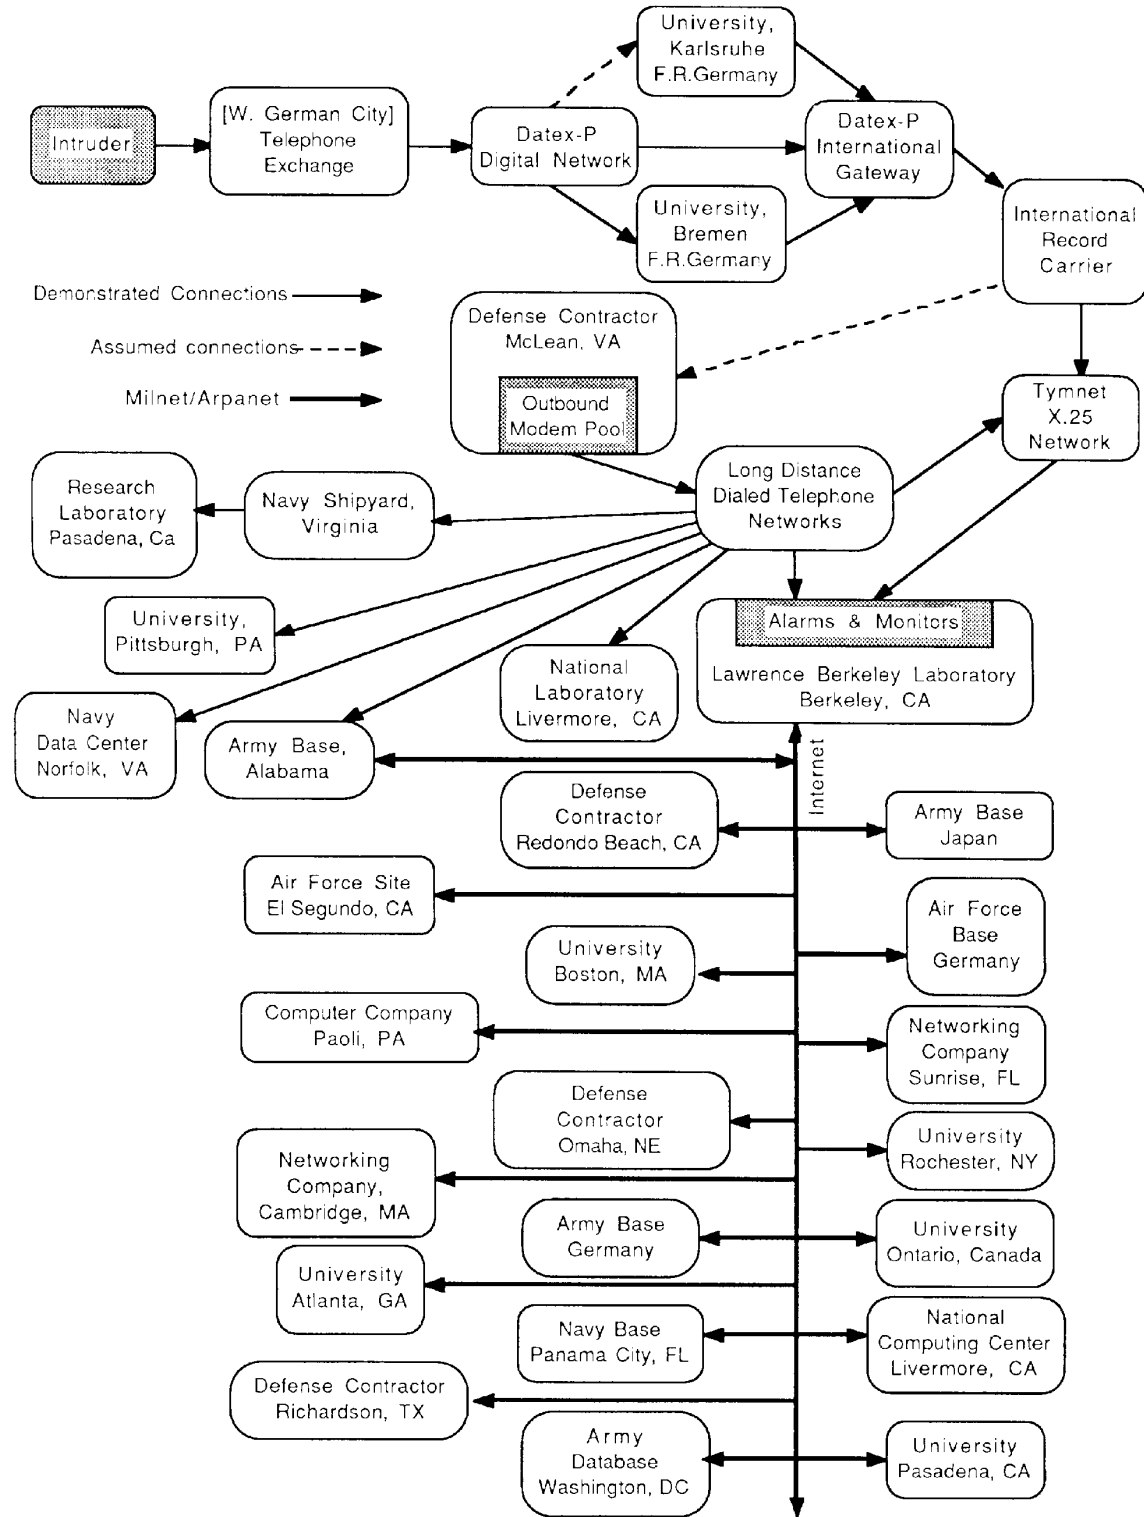 University,
Karlsruhe
F.R.Germany
Intruder
[W. German City]
Telephone
Exchange
Datex-P
Digital Network
Datex-P
International
Gateway
University,
Bremen
F.R.Germany
International
Record
Carrier
Demonstrated Connections
Assumed connections
Milnet/Arpanet
Defense Contractor
McLean, VA
Outbound
Modem Pool
Tymnet
X.25
Network
Long Distance
Dialed Telephone
Networks
Research
Laboratory
Pasadena, Ca
Navy Shipyard,
Virginia
University,
Pittsburgh, PA
Alarms & Monitors
Lawrence Berkeley Laboratory
Berkeley, CA
National
Laboratory
Livermore, CA
Navy
Data Center
Norfolk, VA
Army Base,
Alabama
Internet
Defense
Contractor
Redondo Beach, CA
Army Base
Japan
Air Force Site
El Segundo, CA
Air Force
Base
Germany
University
Boston, MA
Computer Company
Paoli, PA
Networking
Company
Sunrise, FL
Defense
Contractor
Omaha, NE
University
Rochester, NY
Networking
Company,
Cambridge, MA
Army Base
Germany
University
Ontario, Canada
University
Atlanta, GA
Navy Base
Panama City, FL
National
Computing Center
Livermore, CA
Defense Contractor
Richardson, TX
Army
Database
Washington, DC
University
Pasadena, CA